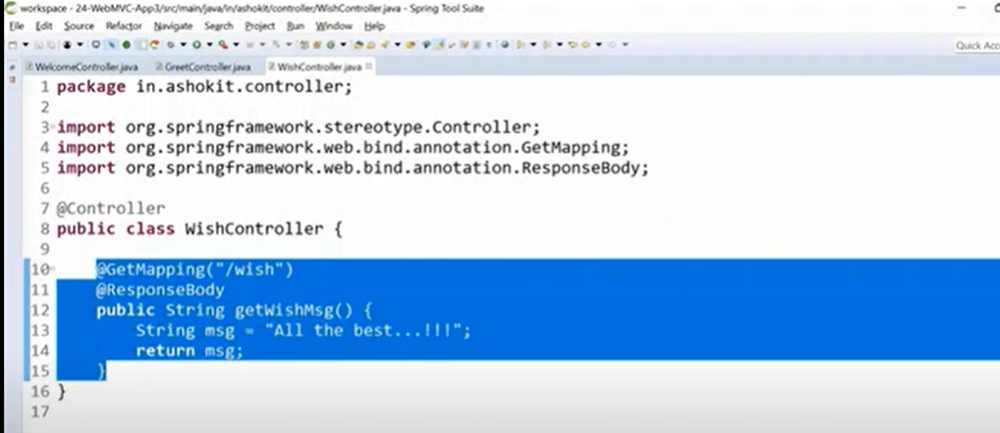 workspace - 24-WebMVC-App3/src/main/java/in/ashokit/controller/WishController.java - Spring Tool Suite
File Edit Source Refactor Navigate Search Project Run Window Help
Quick Acc
WelcomeController.java GreetController.java WishController.java
1 package in.ashokit.controller;
2
3 import org.springframework.stereotype.Controller;
4 import org.springframework.web.bind.annotation.GetMapping;
5 import org.springframework.web.bind.annotation.ResponseBody;
6
7 @Controller
8 public class WishController {
9
10 @GetMapping("/wish")
11 @ResponseBody
12 public String getWishMsg() {
13 String msg = "All the best...!!!";
14 return msg;
15 }
16 }
17